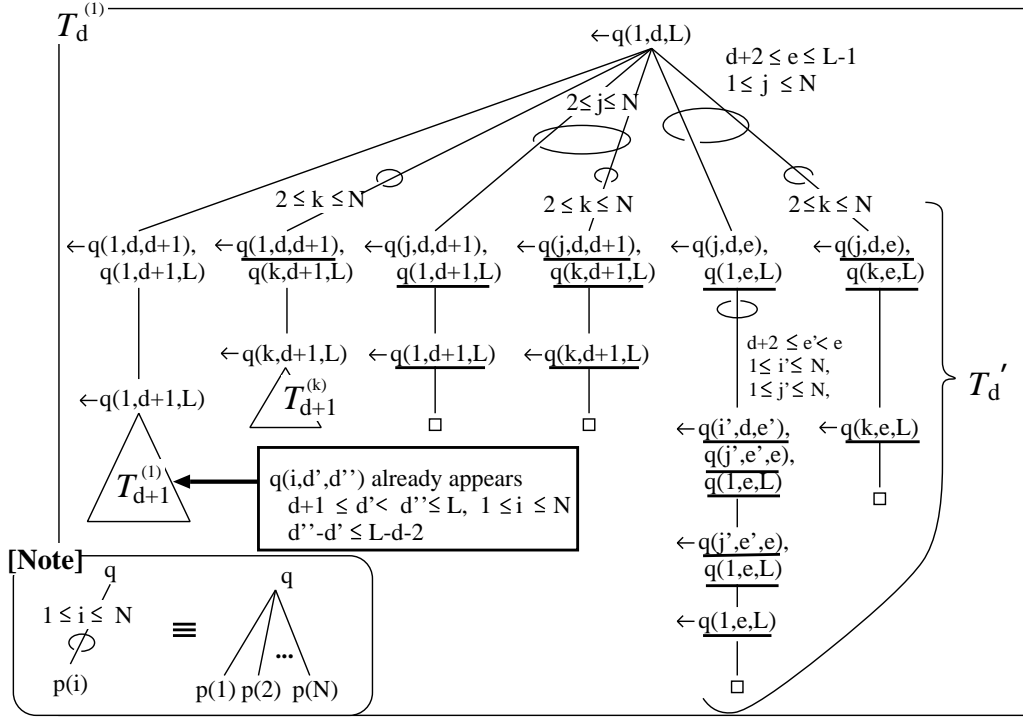 T_d^(1)
←q(1,d,L)
d+2 ≤ e ≤ L-1
1≤ j ≤ N
2≤ j≤ N
2 ≤ k ≤ N
2 ≤ k ≤ N
2≤k ≤ N
←q(1,d,d+1),
q(1,d+1,L)
←q(1,d,d+1),
q(k,d+1,L)
←q(j,d,d+1),
q(1,d+1,L)
←q(j,d,d+1),
q(k,d+1,L)
←q(j,d,e),
q(1,e,L)
←q(j,d,e),
q(k,e,L)
←q(k,d+1,L)
←q(1,d+1,L)
←q(k,d+1,L)
d+2 ≤ e'< e
1≤ i'≤ N,
1≤ j'≤ N,
T_d'
←q(1,d+1,L)
T_d+1^(k)
←q(i',d,e'),
q(j',e',e),
q(1,e,L)
←q(k,e,L)
T_d+1^(1)
q(i,d',d'') already appears
d+1 ≤ d'< d''≤ L, 1 ≤ i ≤ N
d''-d' ≤ L-d-2
←q(j',e',e),
q(1,e,L)
←q(1,e,L)
[Note]
q
1 ≤ i ≤ N
p(i)
≡
q
...
p(1) p(2) p(N)